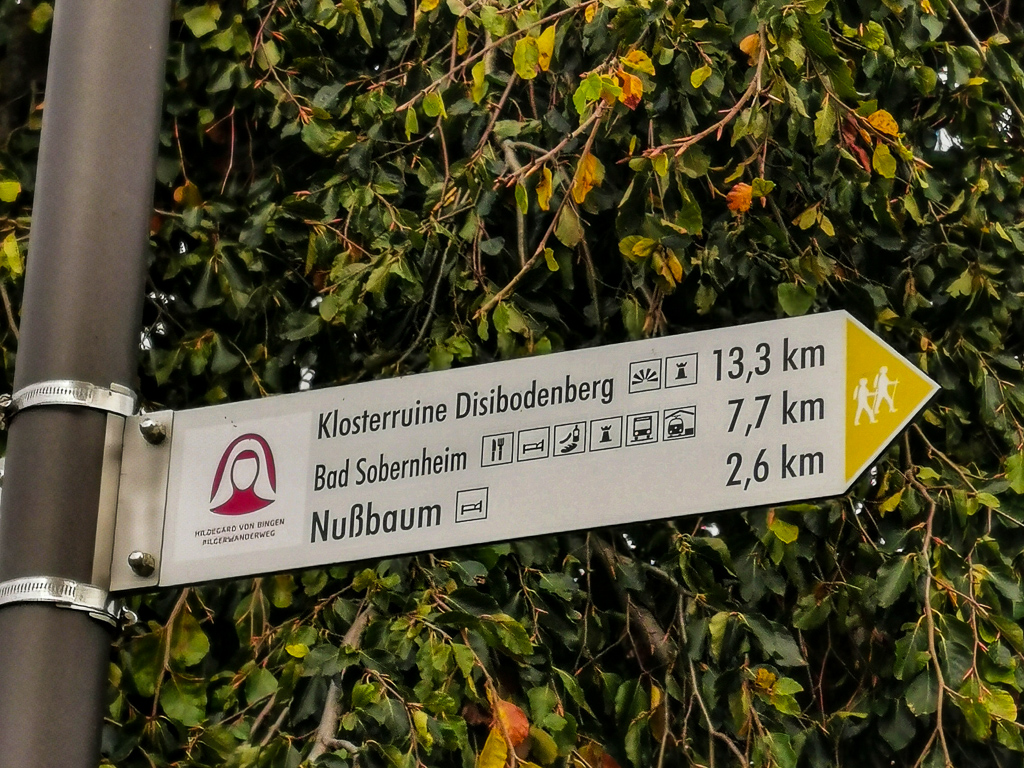 Klosterruine Disibodenberg 13,3 km
Bad Sobernheim 7,7 km
Nußbaum 2,6 km
HILDEGARD VON BINGEN
PILGERWANDERWEG